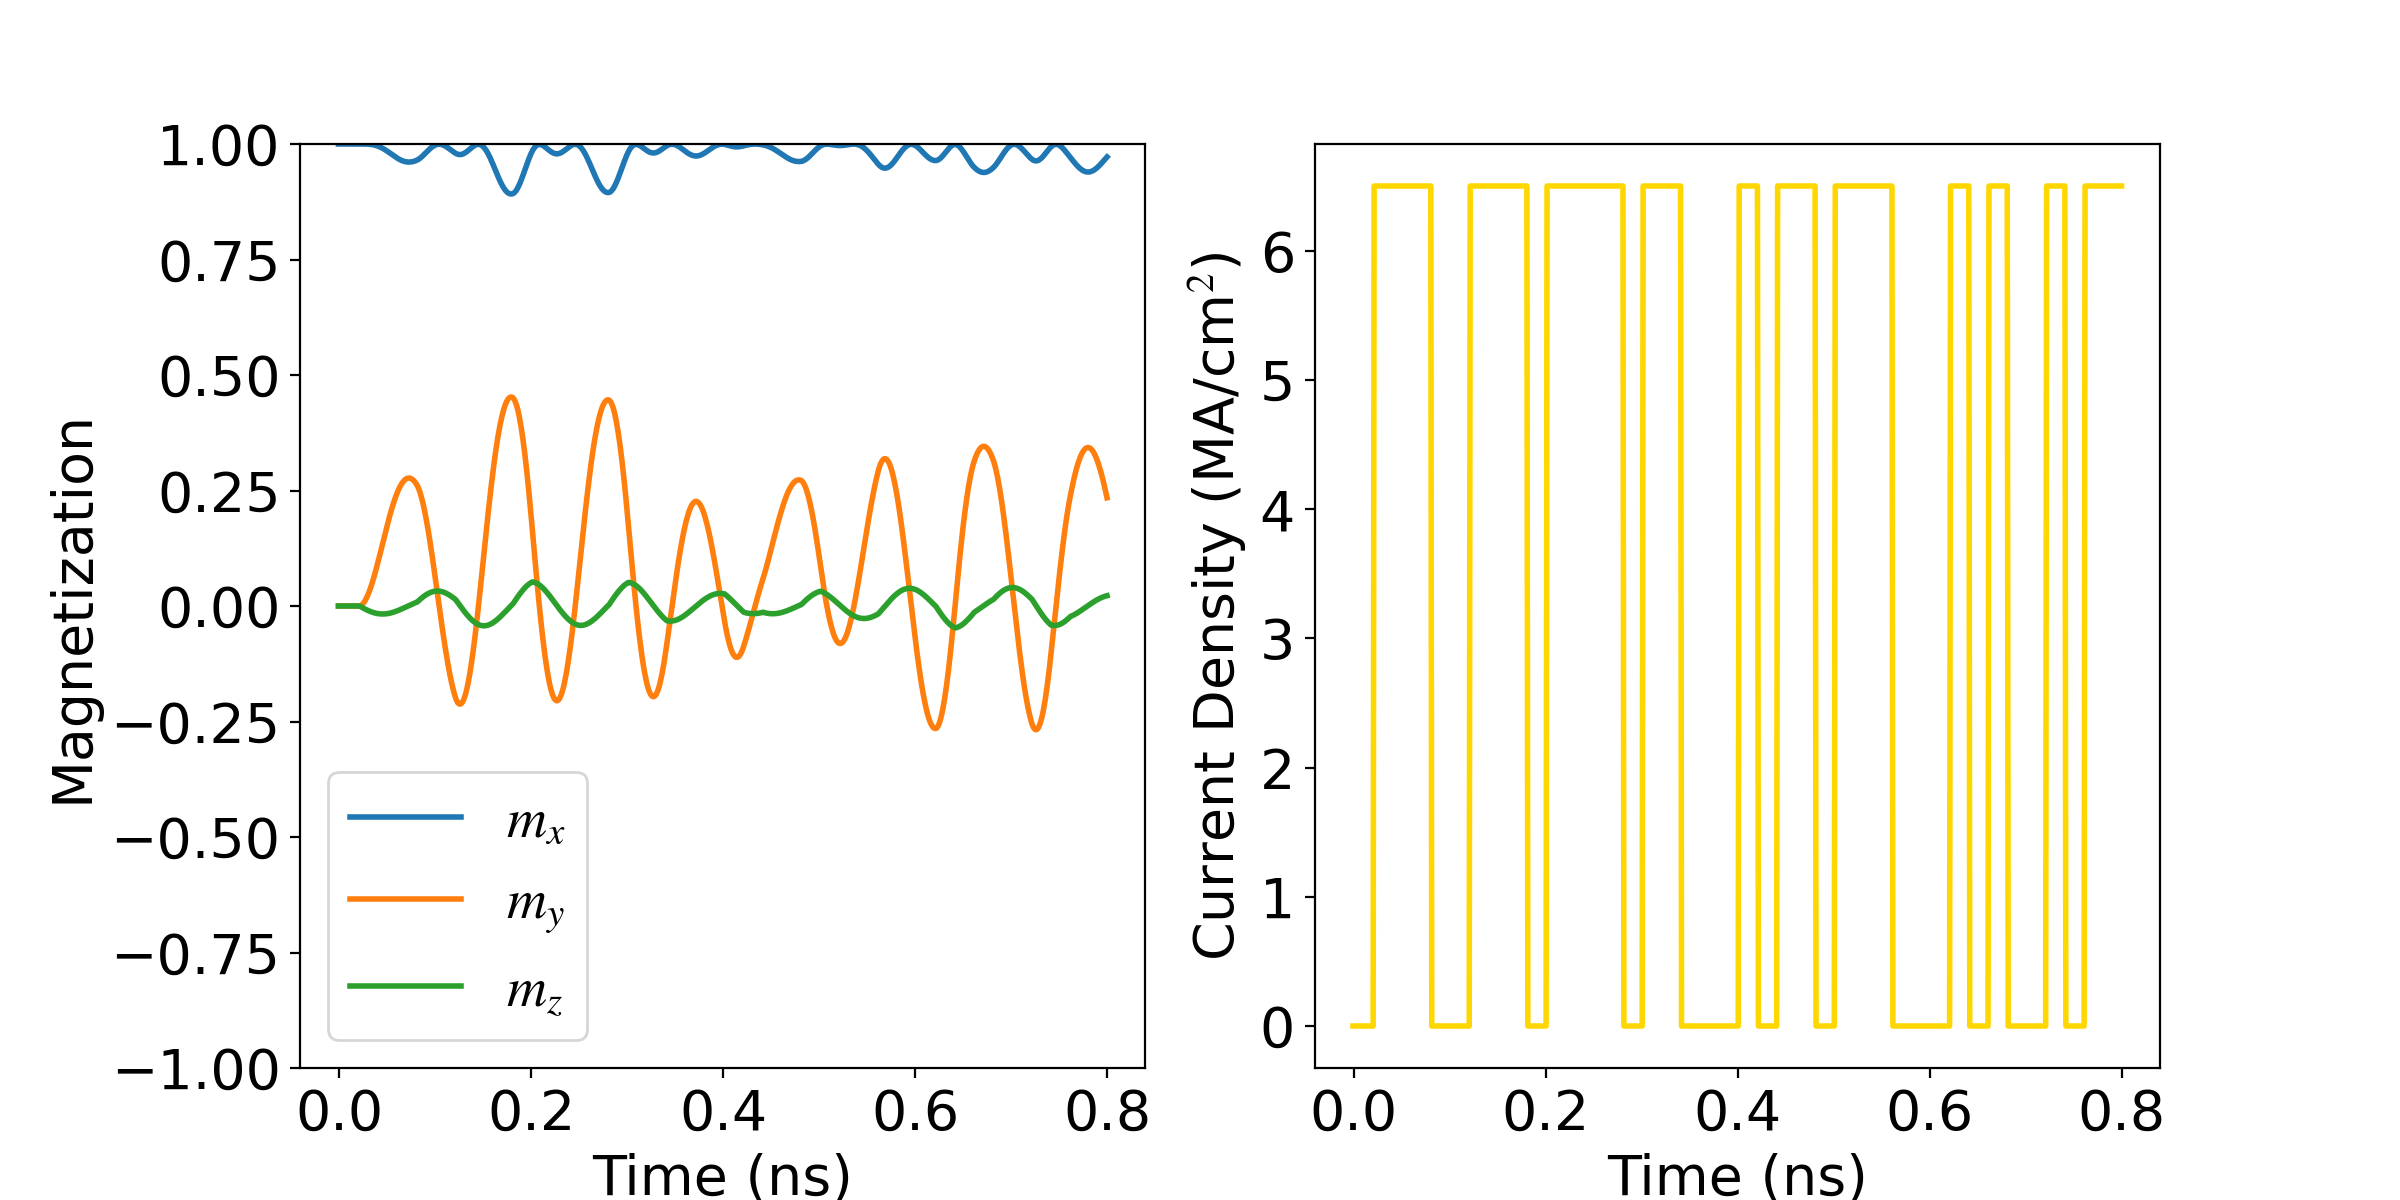 Magnetization
1.00
0.75
0.50
0.25
0.00
−0.25
−0.50
−0.75
−1.00
0.0 0.2 0.4 0.6 0.8
Time (ns)
m_x
m_y
m_z
Current Density (MA/cm²)
6
5
4
3
2
1
0
0.0 0.2 0.4 0.6 0.8
Time (ns)